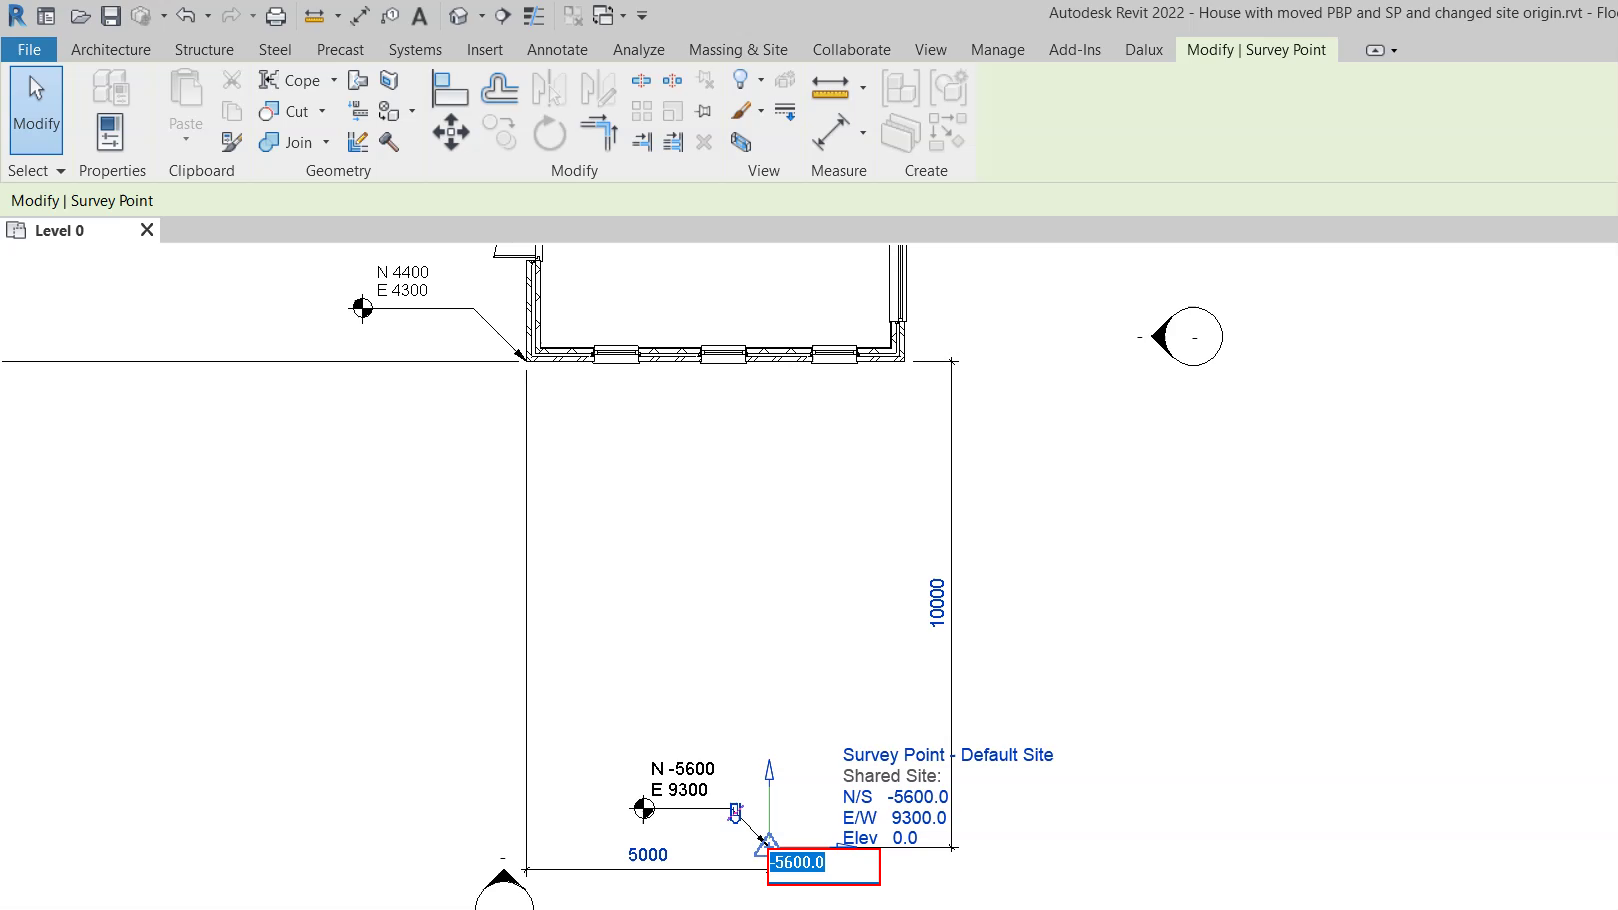 Autodesk Revit 2022 - House with moved PBP and SP and changed site origin.rvt - Flo
File Architecture Structure Steel Precast Systems Insert Annotate Analyze Massing & Site Collaborate View Manage Add-Ins Dalux Modify | Survey Point
Modify
Paste
Cope
Cut
Join
Select Properties Clipboard Geometry Modify View Measure Create
Modify | Survey Point
Level 0
N 4400
E 4300
-
-
10000
N -5600
E 9300
5000
-
Survey Point - Default Site
Shared Site:
N/S -5600.0
E/W 9300.0
Elev 0.0
-5600.0